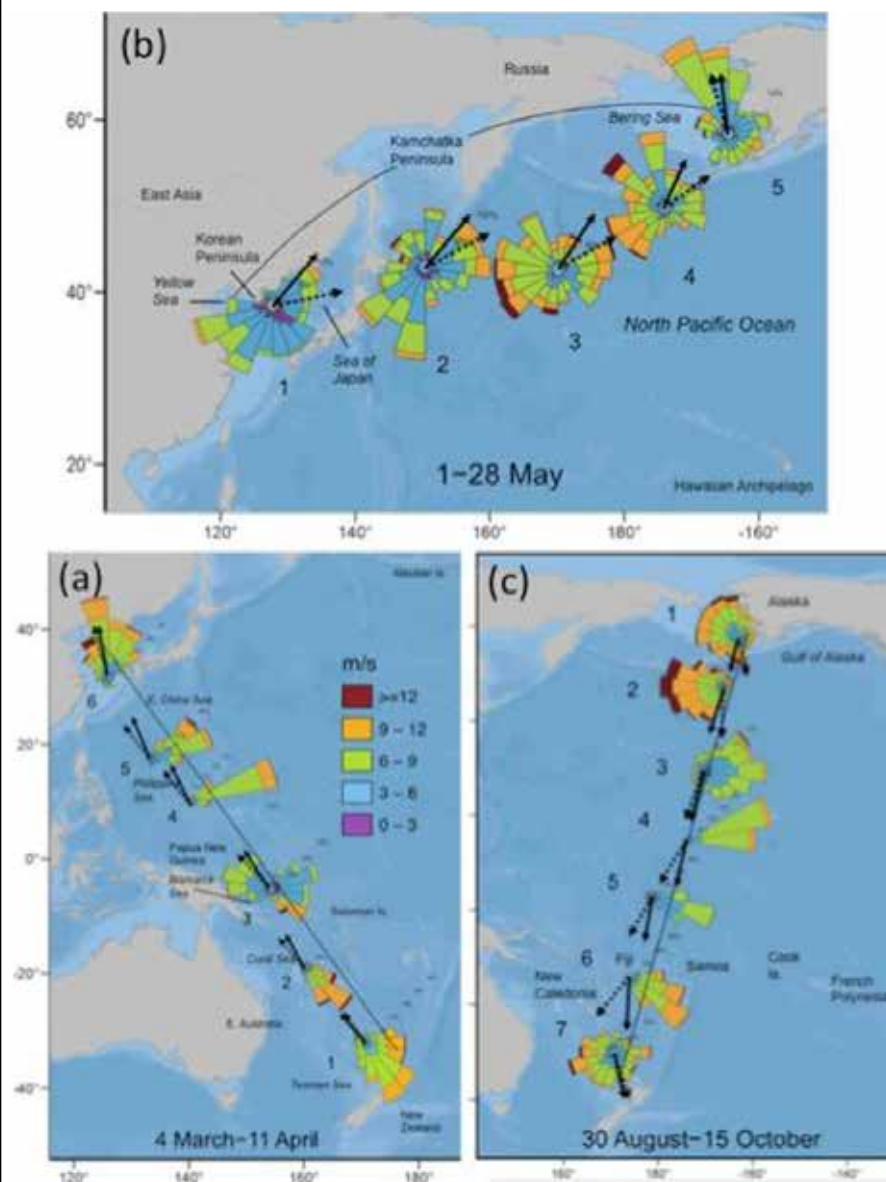 (b)
Russia
60°
Bering Sea
Kamchatka
Peninsula
5
East Asia
Korean
Peninsula
4
Yellow
Sea
40°
North Pacific Ocean
3
Sea of
Japan
2
1
20°
1–28 May
Hawaiian Archipelago
120°
140°
160°
180°
-160°
(a)
40°
6
E. China Sea
m/s
>=12
9 – 12
6 – 9
3 – 6
0 – 3
20°
5
Philippine
Sea
4
0°
Papua New
Guinea
Bismarck
Sea
3
Solomon Is.
Coral Sea
-20°
2
E. Australia
1
Tasman Sea
-40°
New
Zealand
4 March–11 April
120°
140°
160°
180°
(c)
1
Alaska
Gulf of Alaska
2
3
4
5
6
Fiji
Samoa
Cook
Is.
New
Caledonia
French
Polynesia
7
30 August–15 October
160°
180°
-160°
-140°